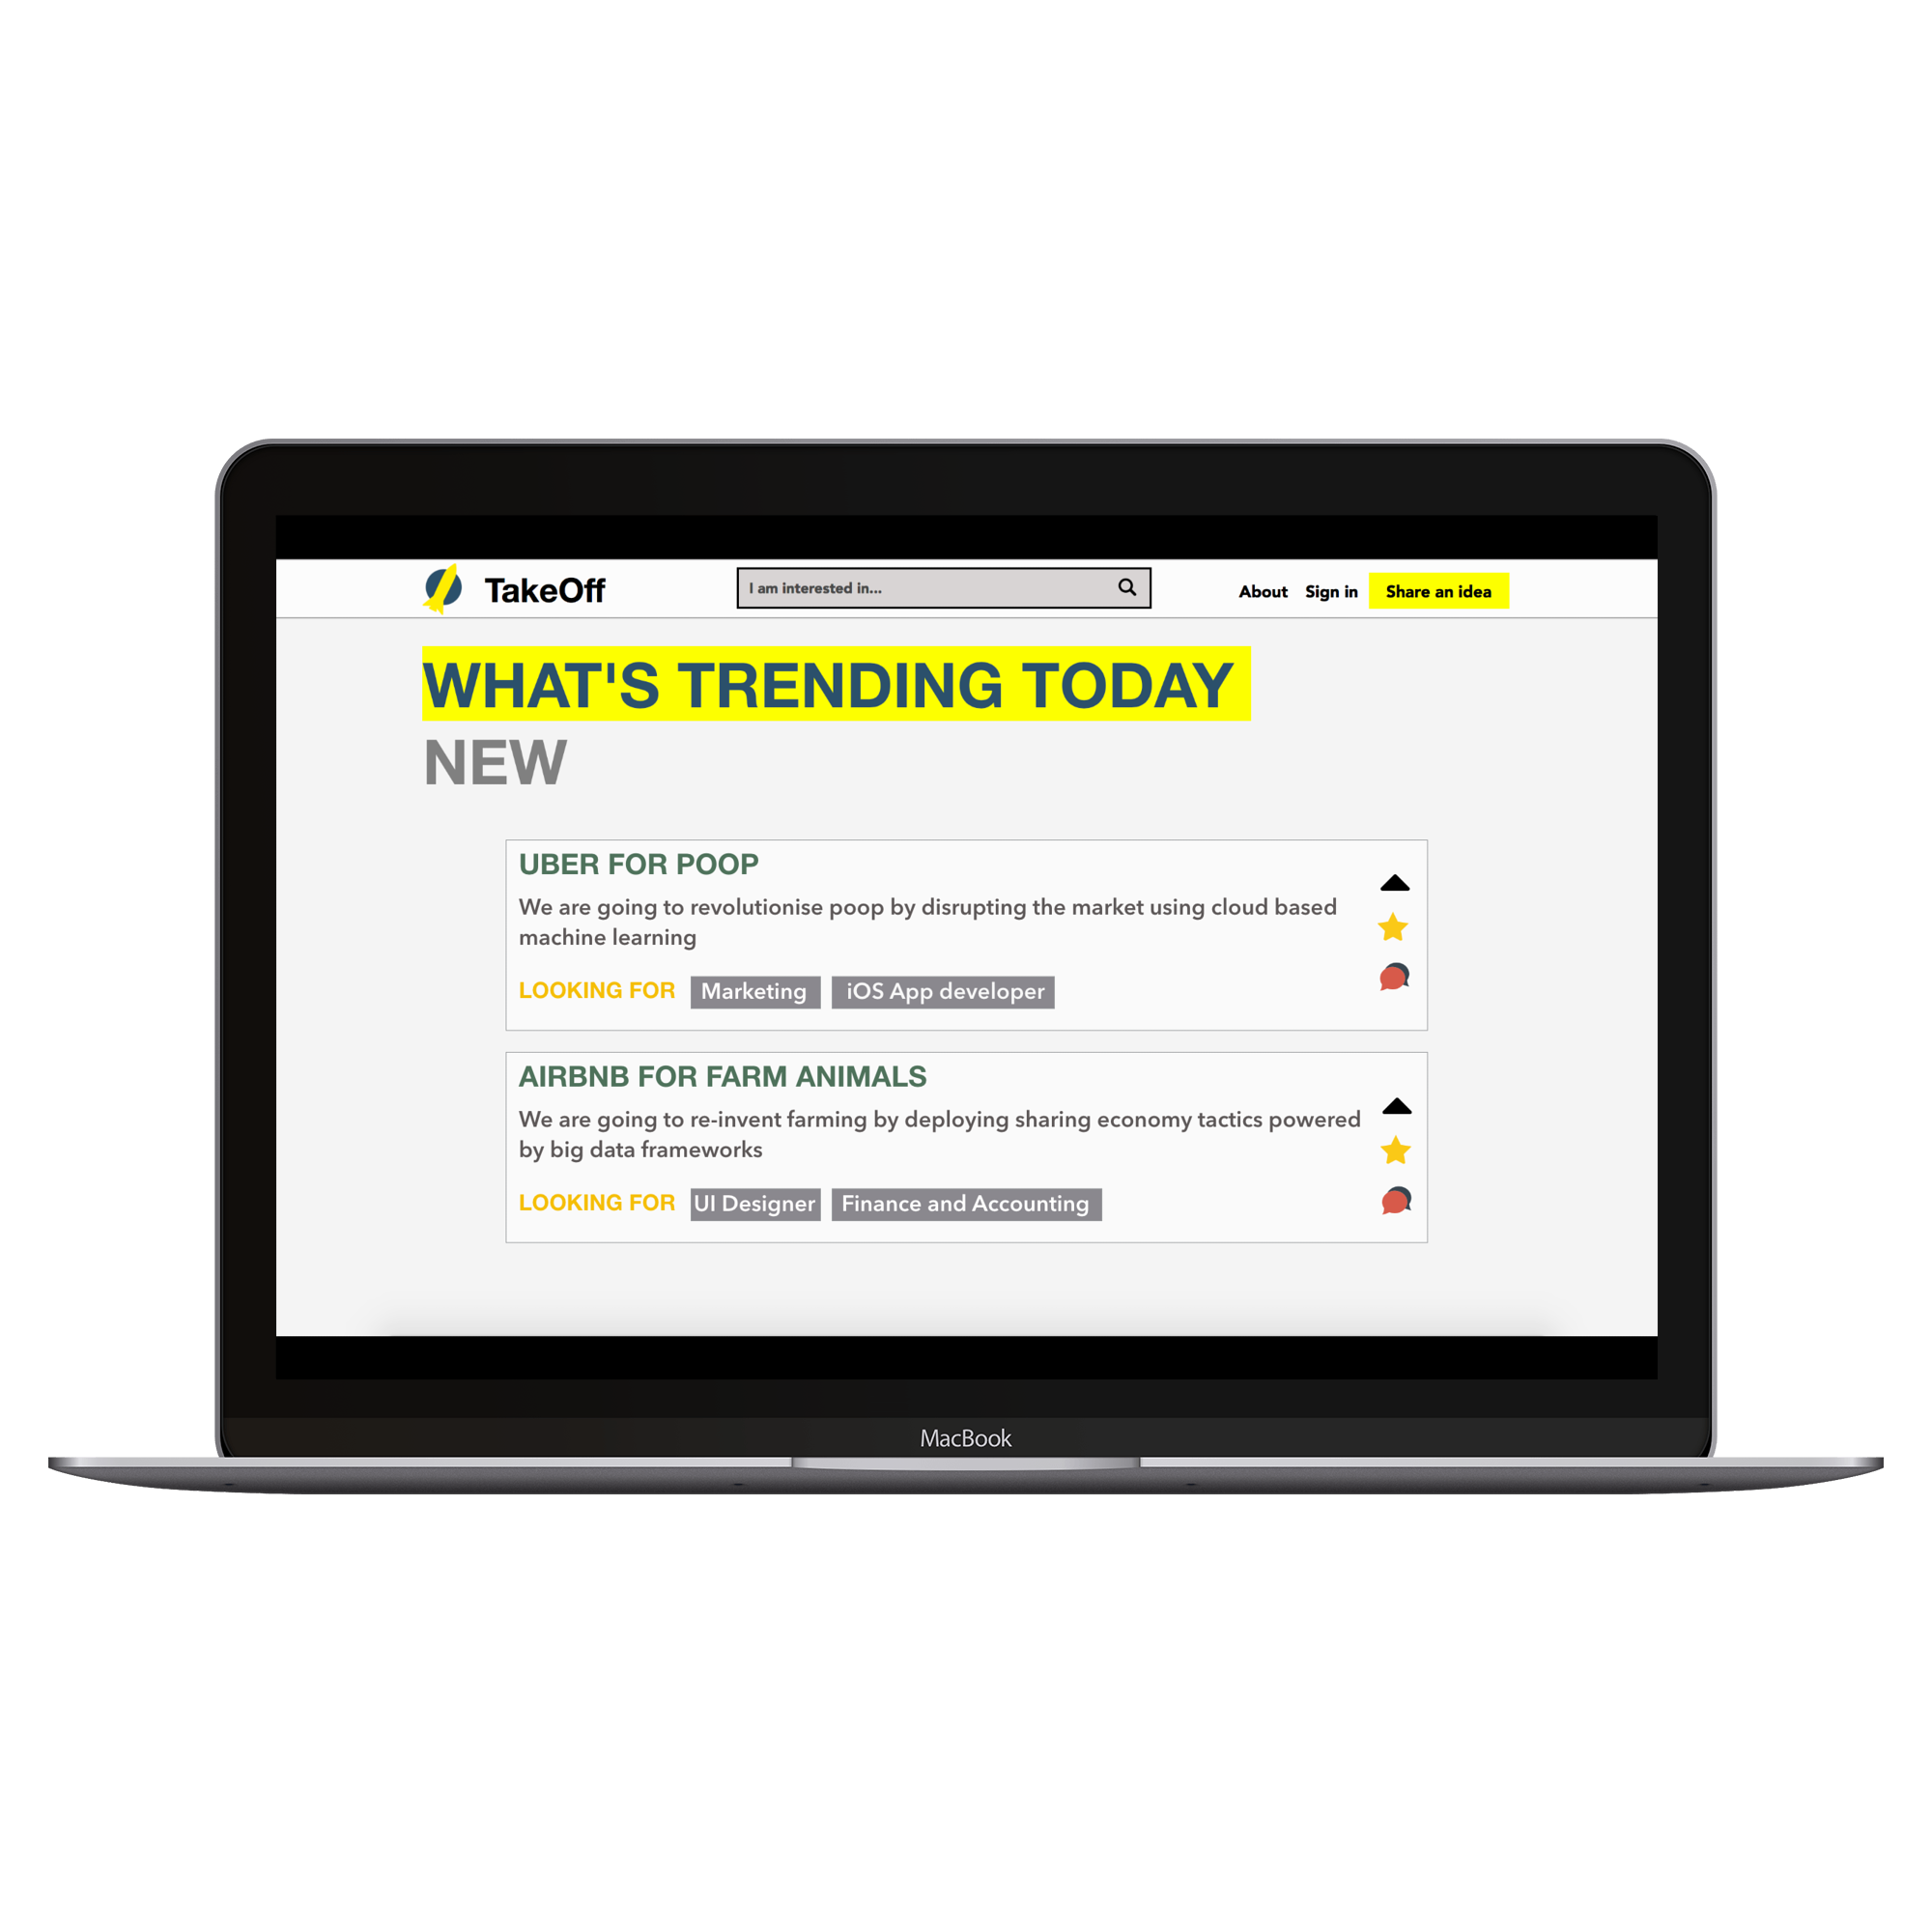 TakeOff
I am interested in...
About
Sign in
Share an idea
WHAT'S TRENDING TODAY
NEW
UBER FOR POOP
We are going to revolutionise poop by disrupting the market using cloud based
machine learning
LOOKING FOR Marketing iOS App developer
AIRBNB FOR FARM ANIMALS
We are going to re-invent farming by deploying sharing economy tactics powered
by big data frameworks
LOOKING FOR UI Designer Finance and Accounting
MacBook